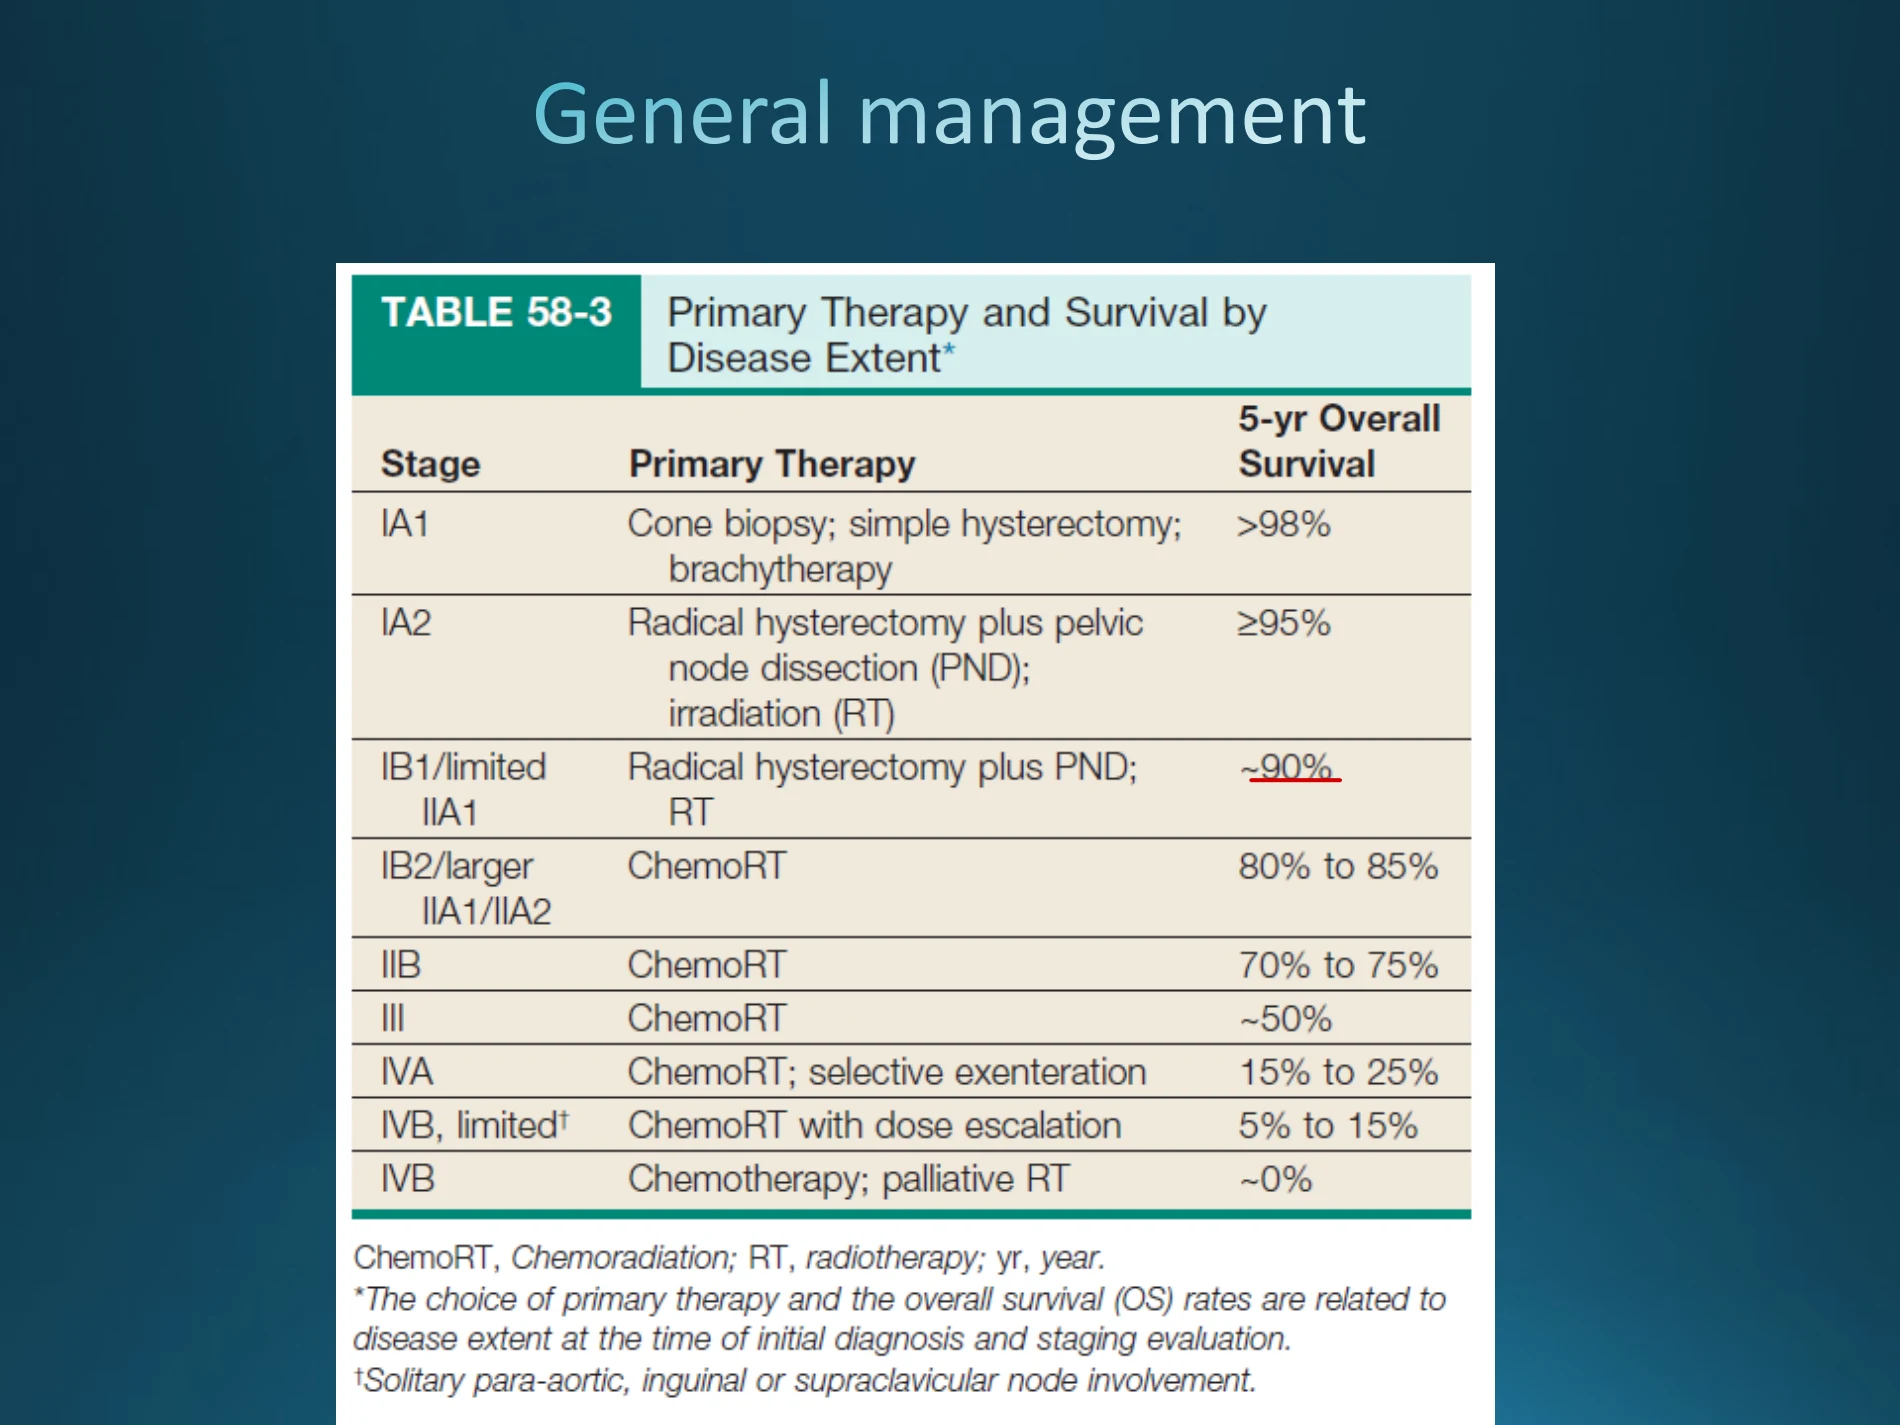 General management
TABLE 58-3
Primary Therapy and Survival by
Disease Extent*
5-yr Overall
Stage Primary Therapy Survival
IA1 Cone biopsy; simple hysterectomy; >98%
brachytherapy
IA2 Radical hysterectomy plus pelvic ≥95%
node dissection (PND);
irradiation (RT)
IB1/limited Radical hysterectomy plus PND; ~90%
IIA1 RT
IB2/larger ChemoRT 80% to 85%
IIA1/IIA2
IIB ChemoRT 70% to 75%
III ChemoRT ~50%
IVA ChemoRT; selective exenteration 15% to 25%
IVB, limited† ChemoRT with dose escalation 5% to 15%
IVB Chemotherapy; palliative RT ~0%
ChemoRT, Chemoradiation; RT, radiotherapy; yr, year.
*The choice of primary therapy and the overall survival (OS) rates are related to
disease extent at the time of initial diagnosis and staging evaluation.
†Solitary para-aortic, inguinal or supraclavicular node involvement.